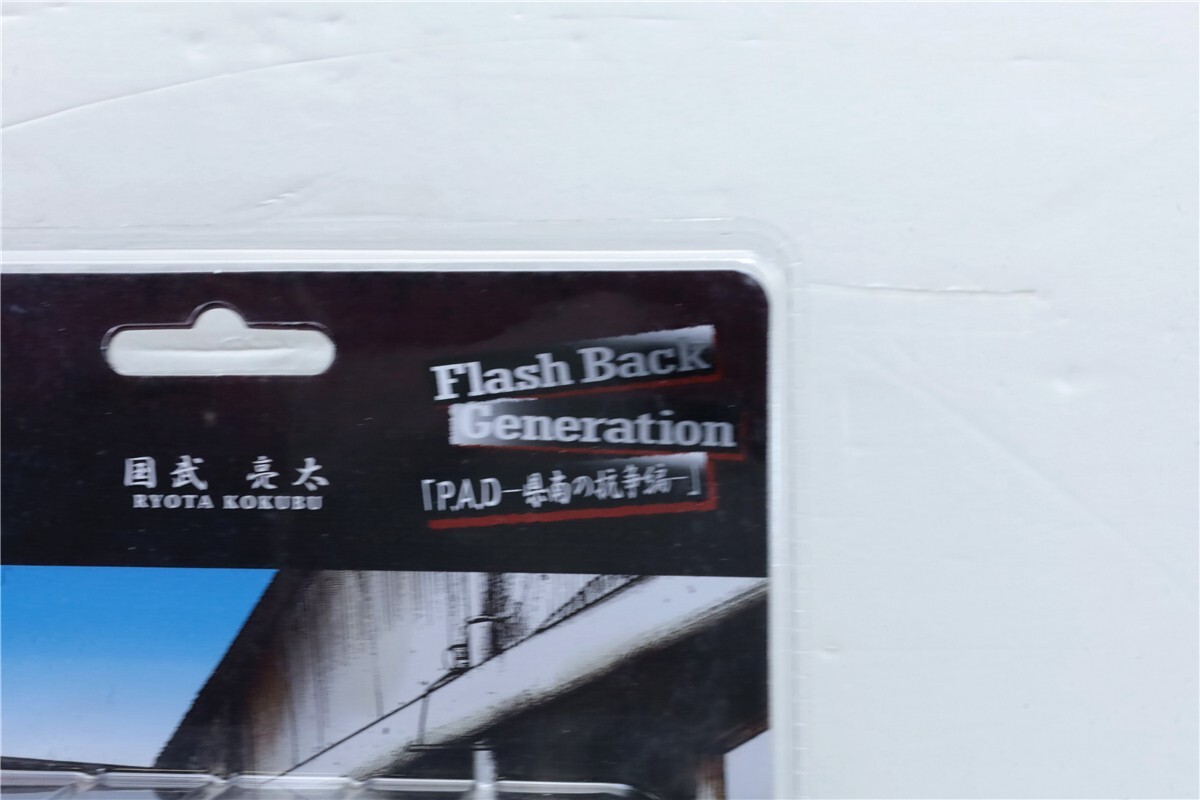 Flash Back
Generation
「P.A.D―県南の抗争編―」
国武 亮太
RYOTA KOKUBU